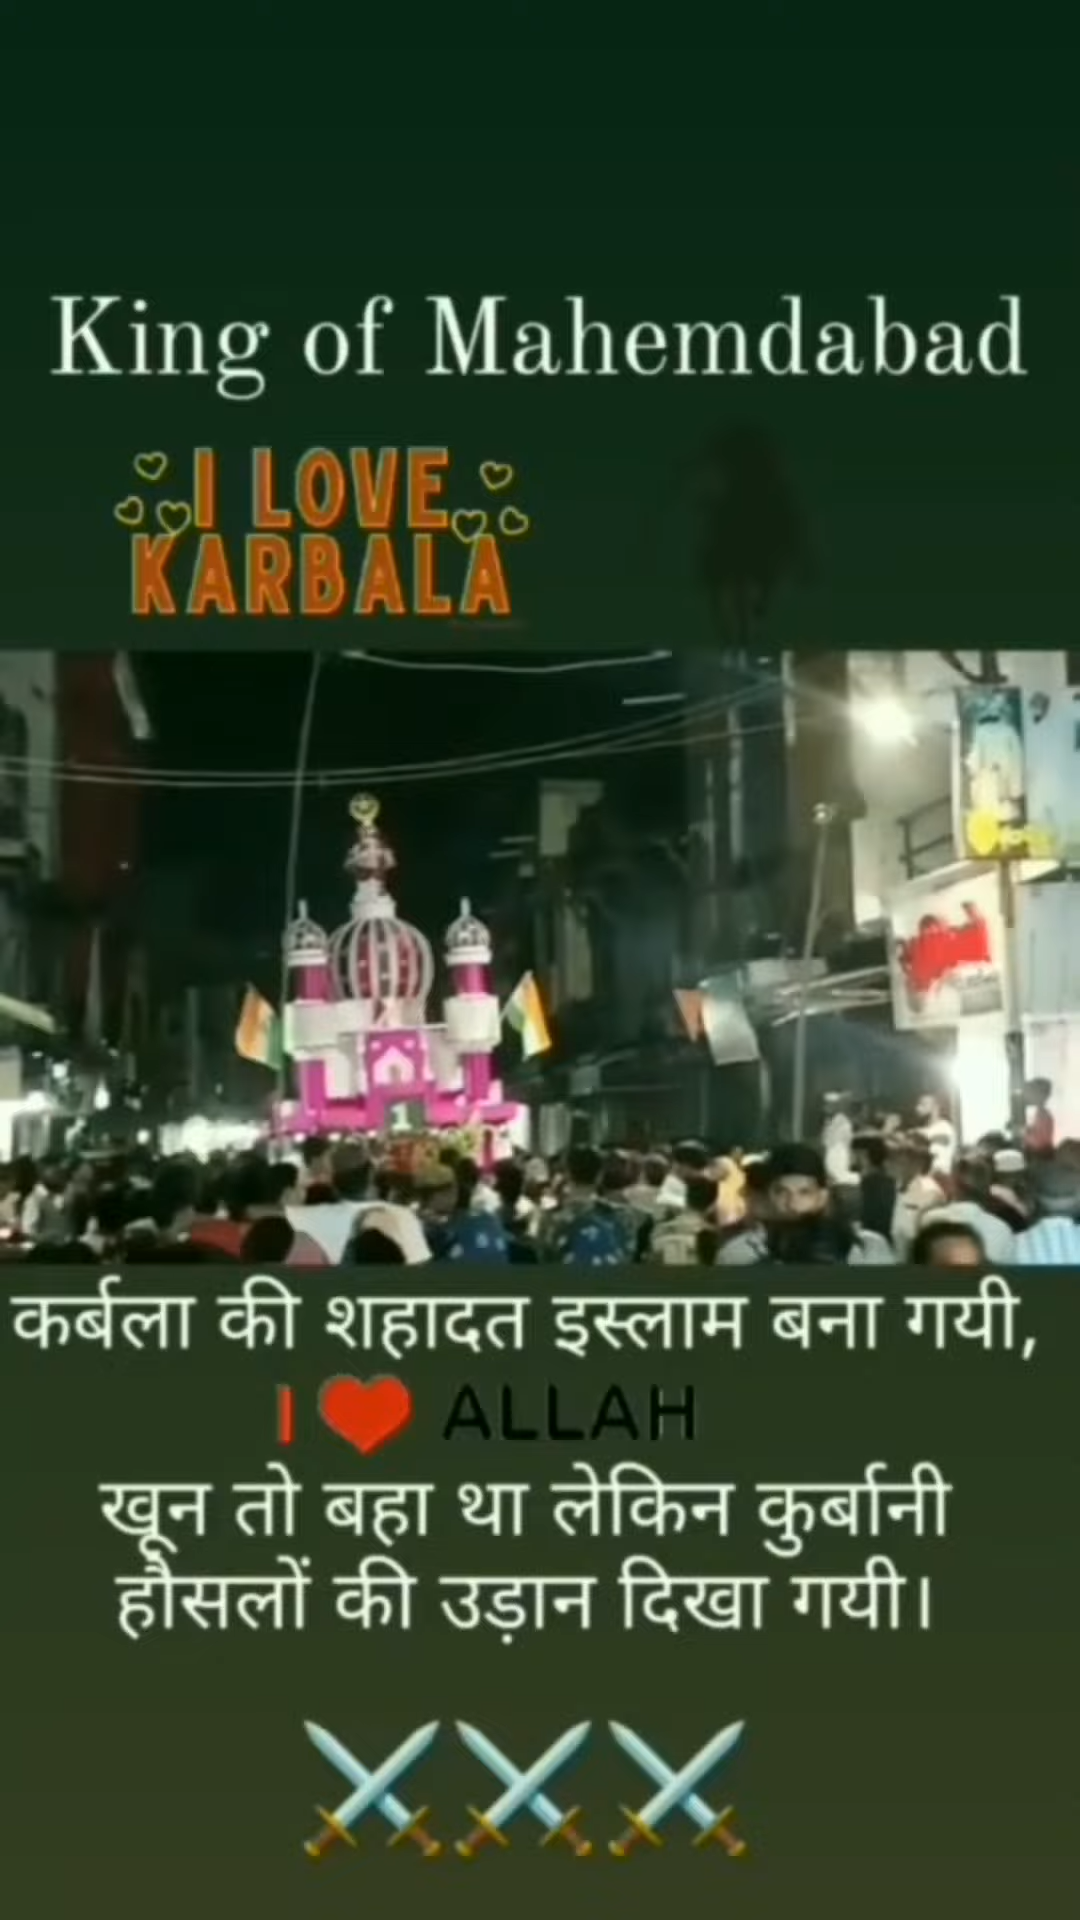 King of Mahemdabad
I LOVE
KARBALA
कर्बला की शहादत इस्लाम बना गयी,
I ❤ ALLAH
खून तो बहा था लेकिन कुर्बानी
हौसलों की उड़ान दिखा गयी।
⚔⚔⚔